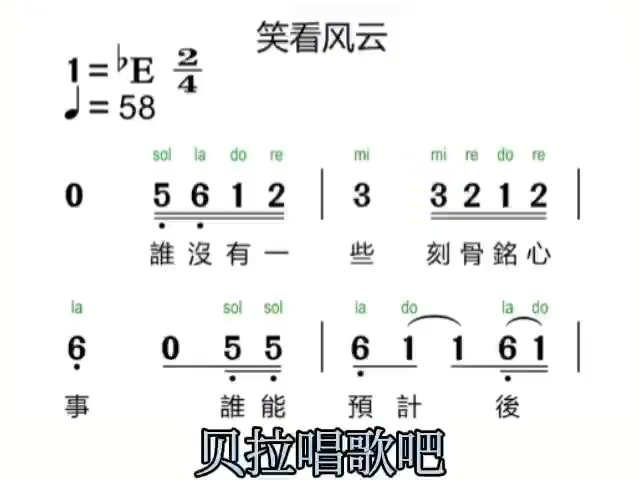 笑看风云
1=♭E 2/4
♩=58
sol la do re mi mi re do re
0 5 6 1 2 | 3 3 2 1 2 |
誰 沒 有 一 些 刻 骨 銘 心
la sol sol la do la do
6 0 5 5 | 6 1 1 6 1 |
事 誰 能 預 計 後
贝拉唱歌吧